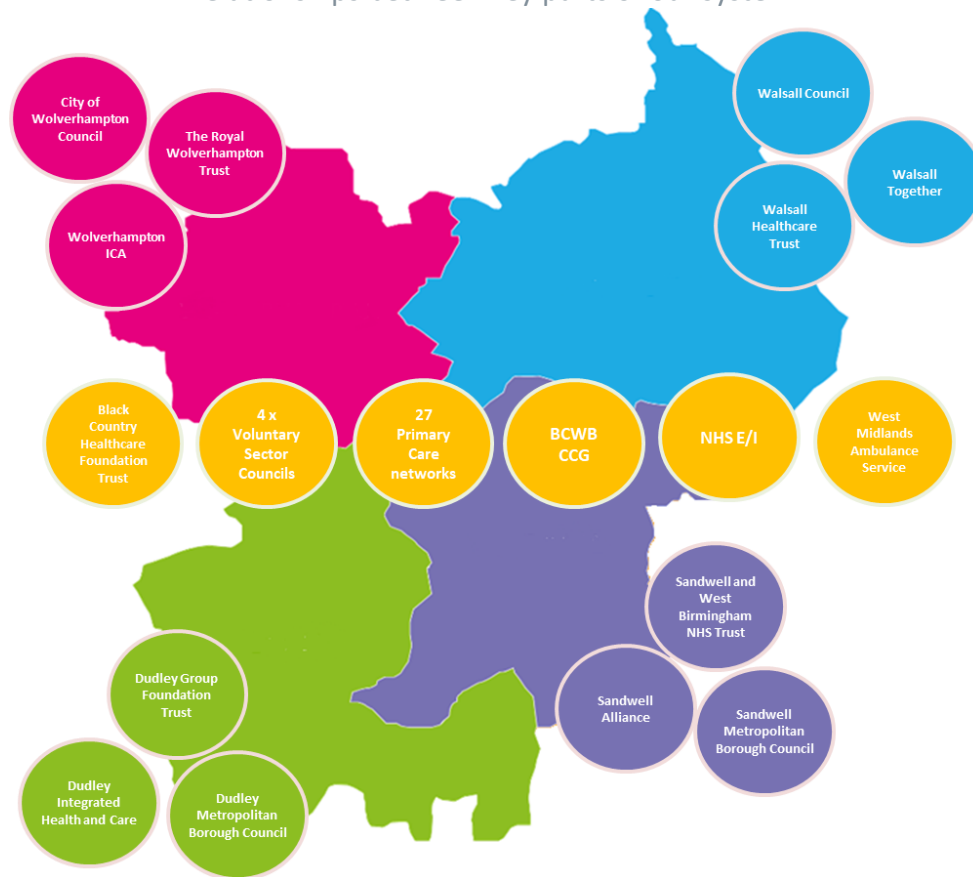 City of
Wolverhampton
Council
The Royal
Wolverhampton
Trust
Wolverhampton
ICA
Walsall Council
Walsall
Together
Walsall
Healthcare
Trust
Black
Country
Healthcare
Foundation
Trust
4 x
Voluntary
Sector
Councils
27
Primary
Care
networks
BCWB
CCG
NHS E/I
West
Midlands
Ambulance
Service
Sandwell and
West
Birmingham
NHS Trust
Sandwell
Alliance
Sandwell
Metropolitan
Borough Council
Dudley Group
Foundation
Trust
Dudley
Integrated
Health and Care
Dudley
Metropolitan
Borough Council